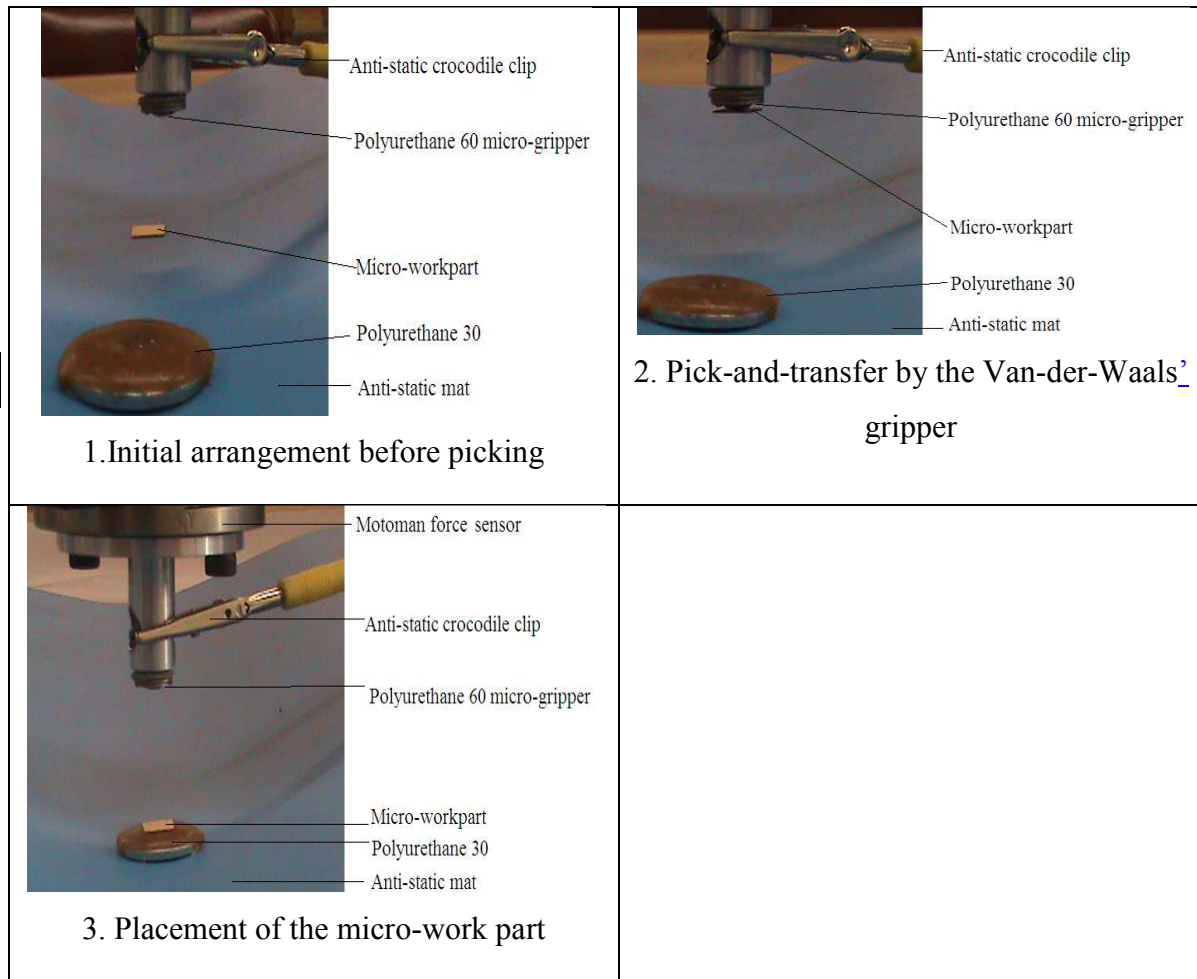 Anti-static crocodile clip
Polyurethane 60 micro-gripper
Micro-workpart
Polyurethane 30
Anti-static mat
1.Initial arrangement before picking
Anti-static crocodile clip
Polyurethane 60 micro-gripper
Micro-workpart
Polyurethane 30
Anti-static mat
2. Pick-and-transfer by the Van-der-Waals’
gripper
Motoman force sensor
Anti-static crocodile clip
Polyurethane 60 micro-gripper
Micro-workpart
Polyurethane 30
Anti-static mat
3. Placement of the micro-work part